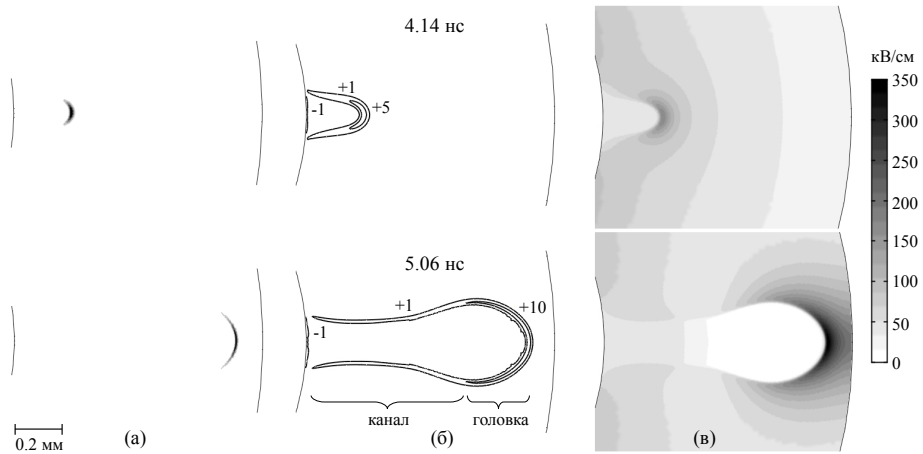 4.14 нс
кВ/см
350
300
250
200
150
100
50
0
+1
-1
+5
5.06 нс
+1
+10
-1
канал
головка
0.2 мм
(а)
(б)
(в)